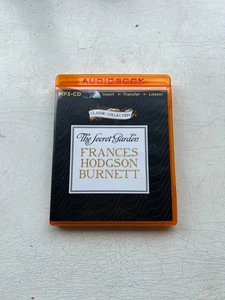 AUDIOBOOK
MP3-CD Insert > Transfer > Listen!
CLASSIC COLLECTION
The Secret Garden
FRANCES
HODGSON
BURNETT